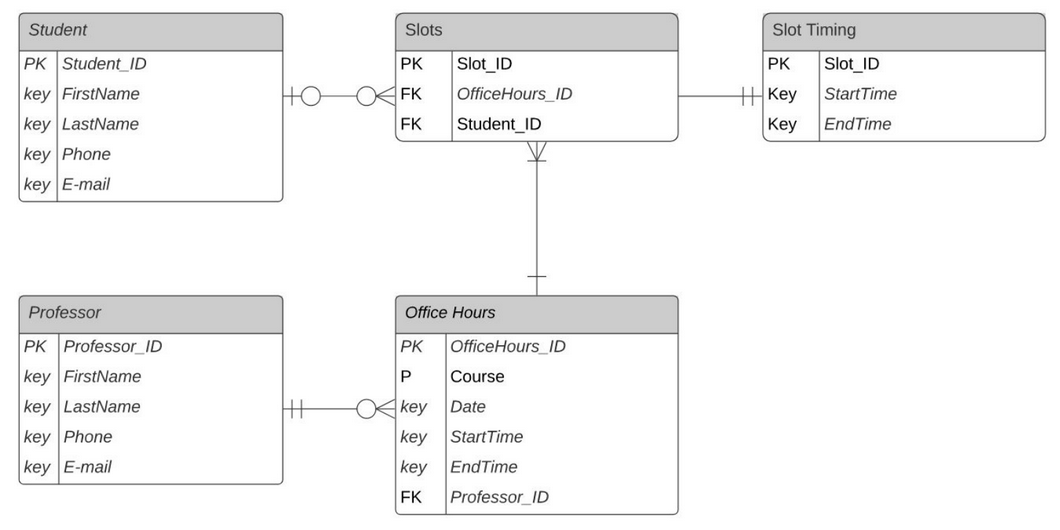 Student
PK Student_ID
key FirstName
key LastName
key Phone
key E-mail
Slots
PK Slot_ID
FK OfficeHours_ID
FK Student_ID
Slot Timing
PK Slot_ID
Key StartTime
Key EndTime
Professor
PK Professor_ID
key FirstName
key LastName
key Phone
key E-mail
Office Hours
PK OfficeHours_ID
P Course
key Date
key StartTime
key EndTime
FK Professor_ID